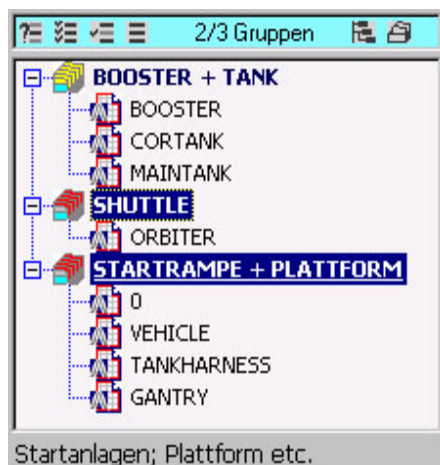 ?= 2/3 Gruppen
BOOSTER + TANK
BOOSTER
CORTANK
MAINTANK
SHUTTLE
ORBITER
STARTRAMPE + PLATTFORM
0
VEHICLE
TANKHARNESS
GANTRY
Startanlagen; Plattform etc.